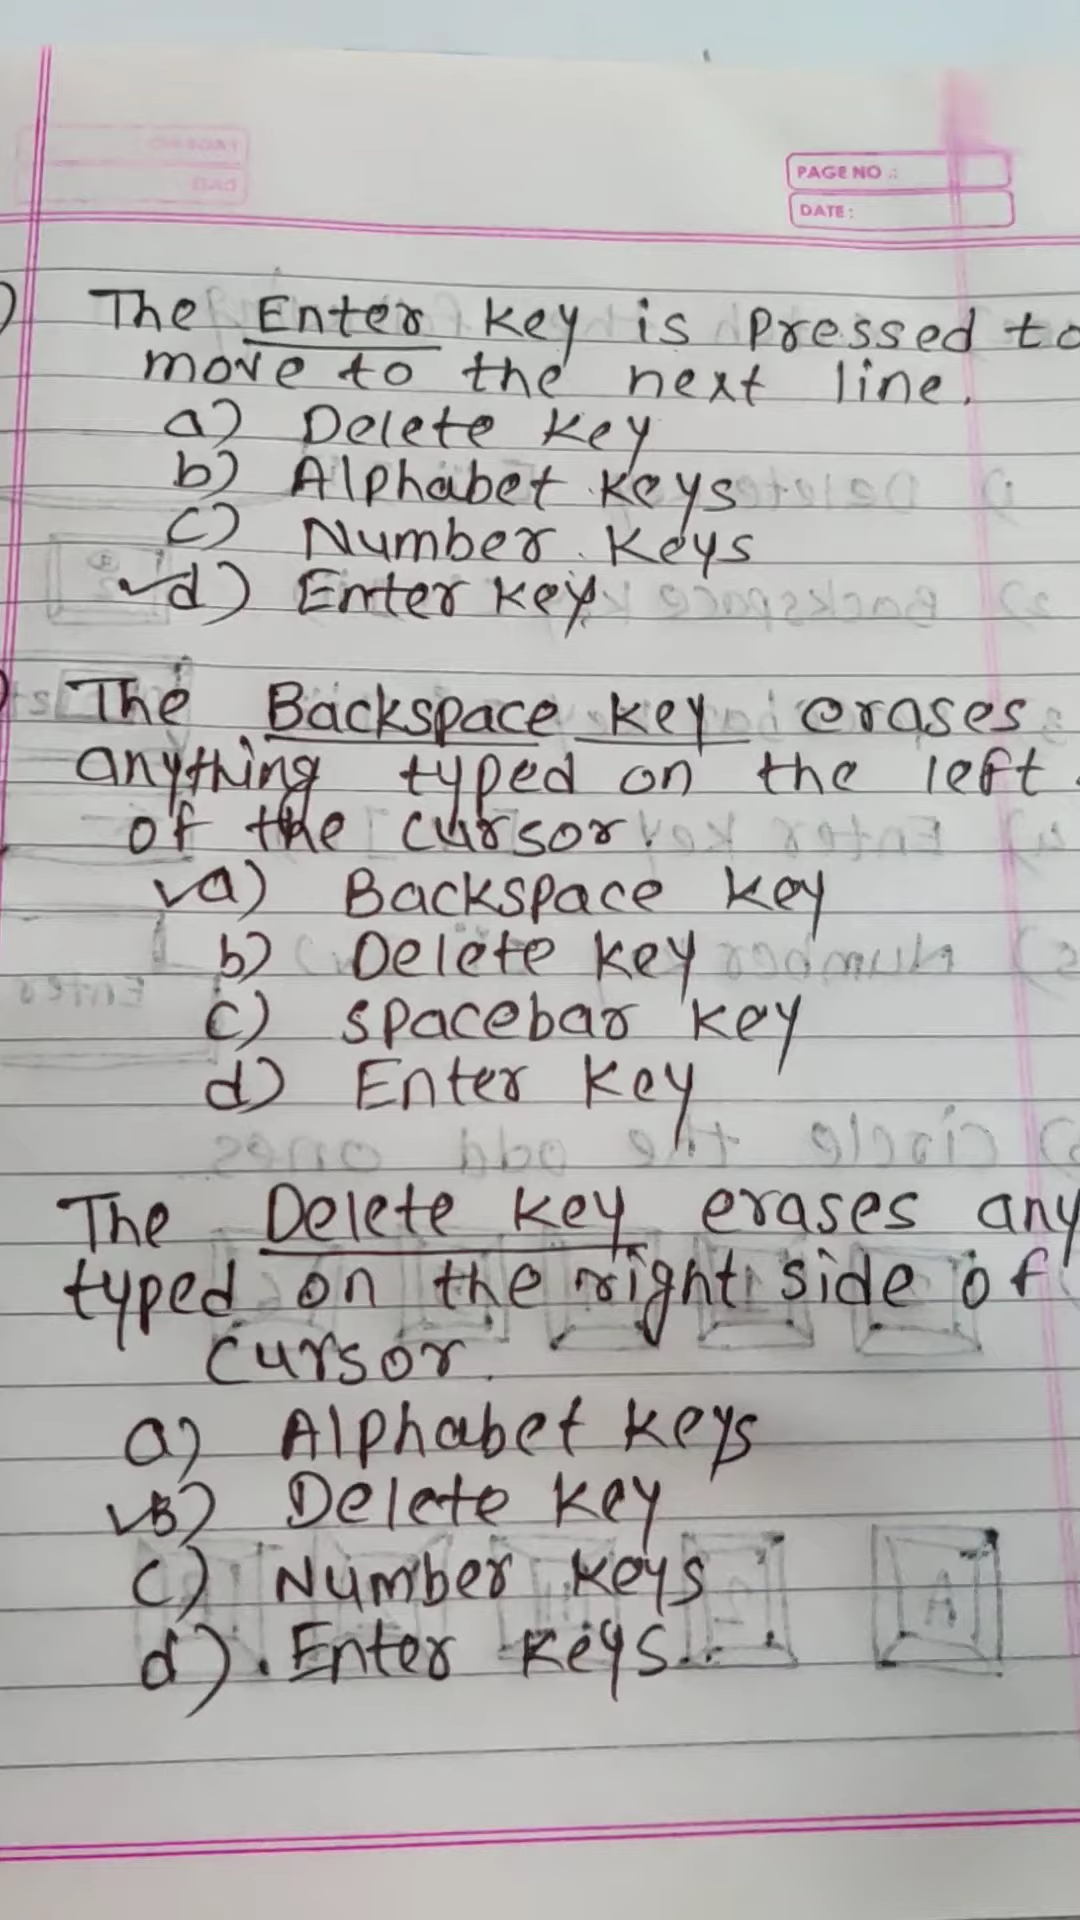 PAGE NO.:
DATE:
The Enter key is pressed to
move to the next line.
a) Delete key
b) Alphabet keys
c) Number keys
d) Enter key
The Backspace key erases
anything typed on the left
of the cursor.
a) Backspace key
b) Delete key
c) spacebar key
d) Enter key
The Delete key erases any
typed on the right side of
cursor.
a) Alphabet keys
b) Delete key
c) Number keys
d) Enter keys